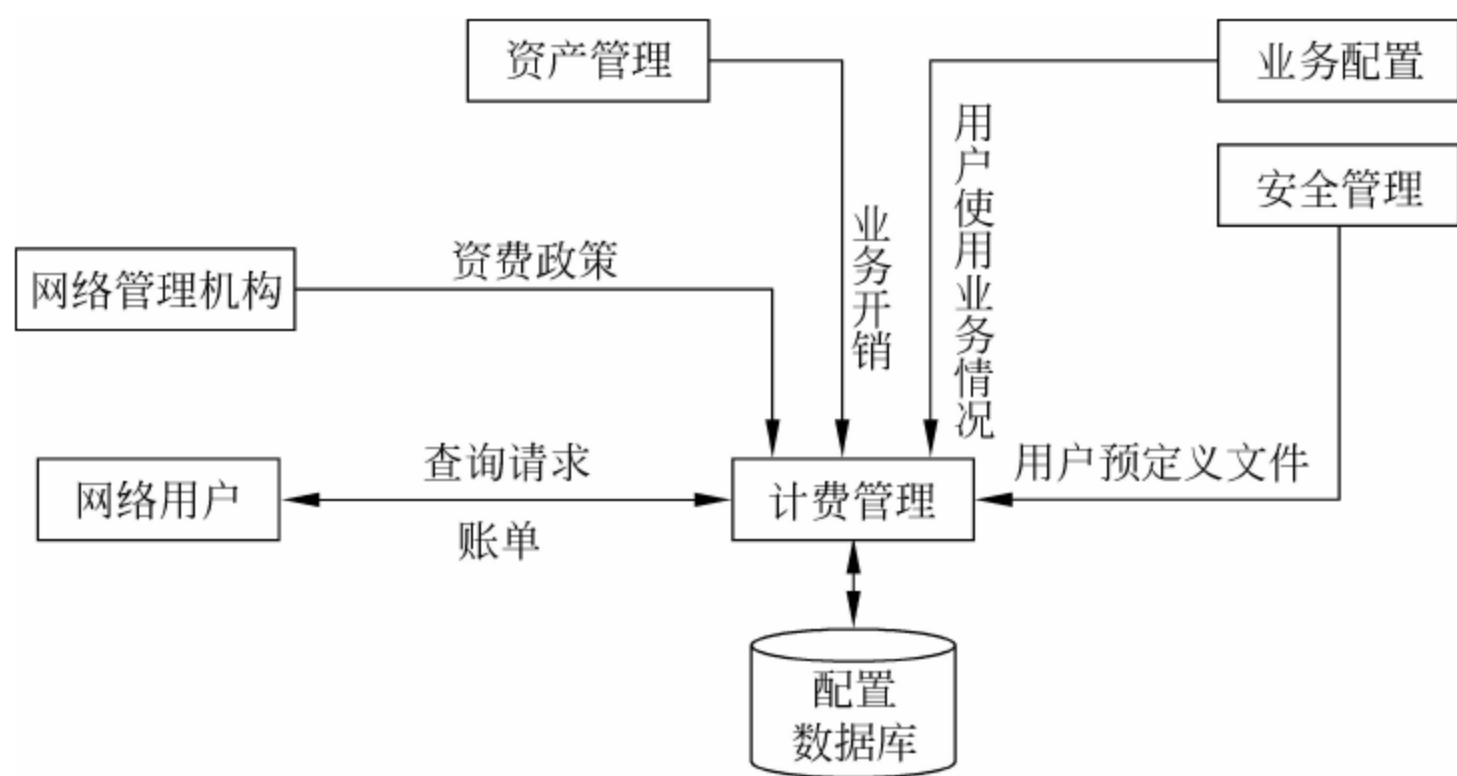 资产管理
业务配置
用户使用业务情况
安全管理
业务开销
资费政策
网络管理机构
查询请求
用户预定义文件
网络用户
计费管理
账单
配置
数据库